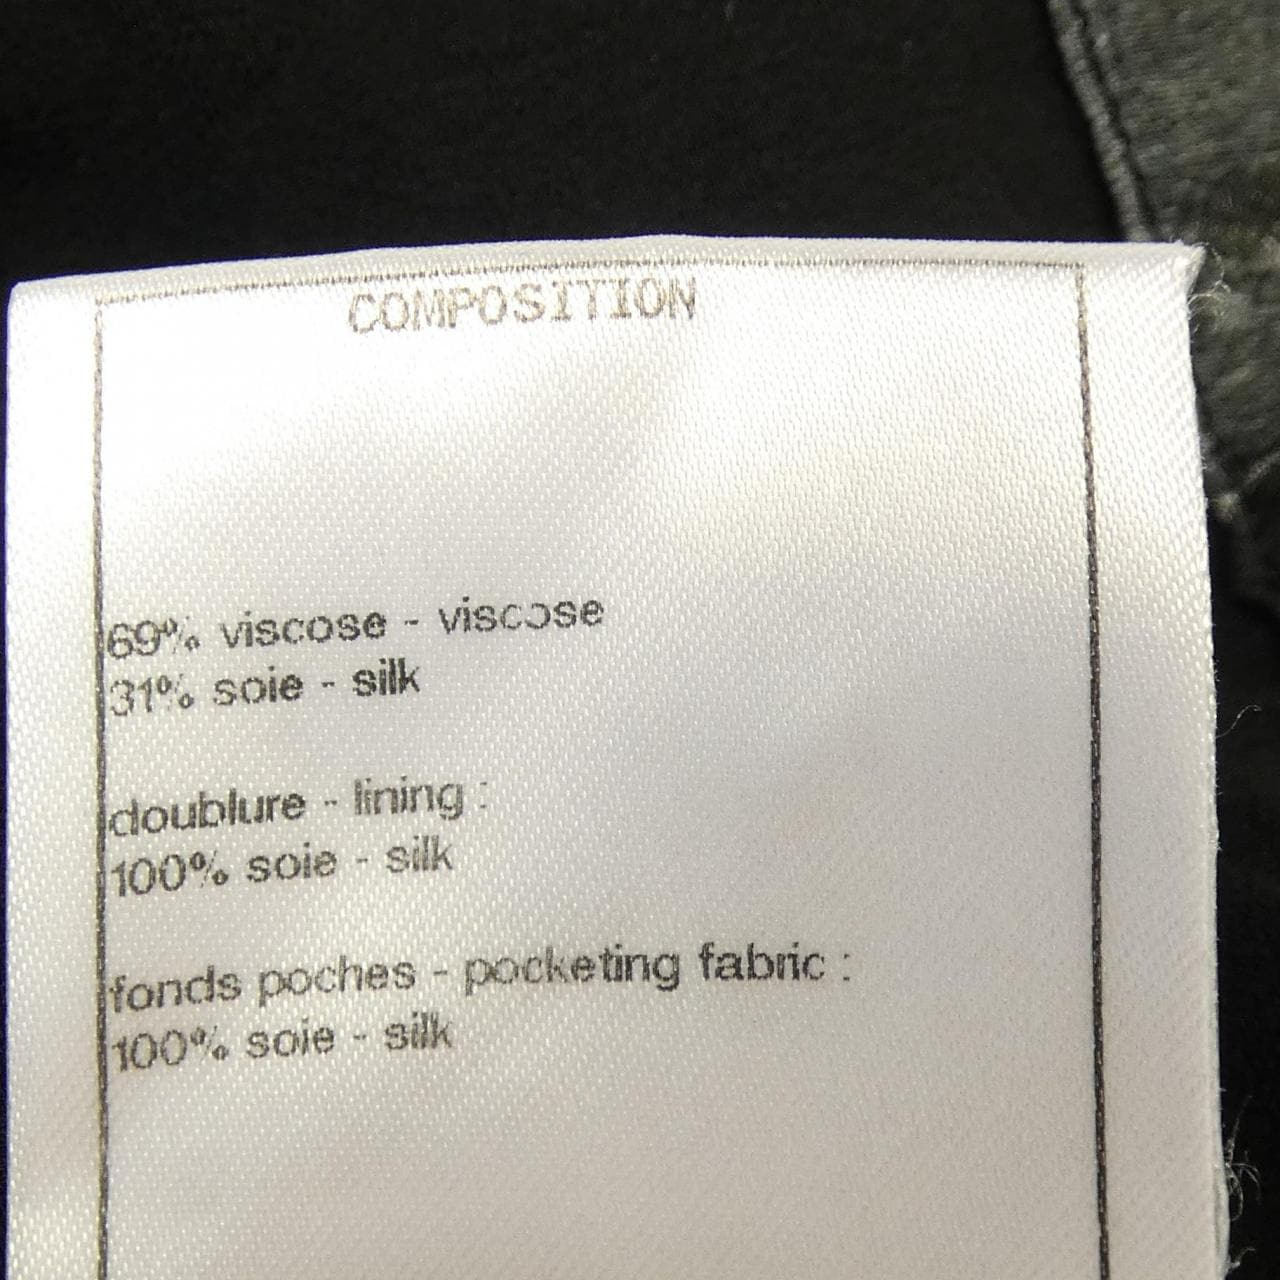 COMPOSITION
69% viscose - viscose
31% soie - silk
doublure - lining :
100% soie - silk
fonds poches - pocketing fabric :
100% soie - silk